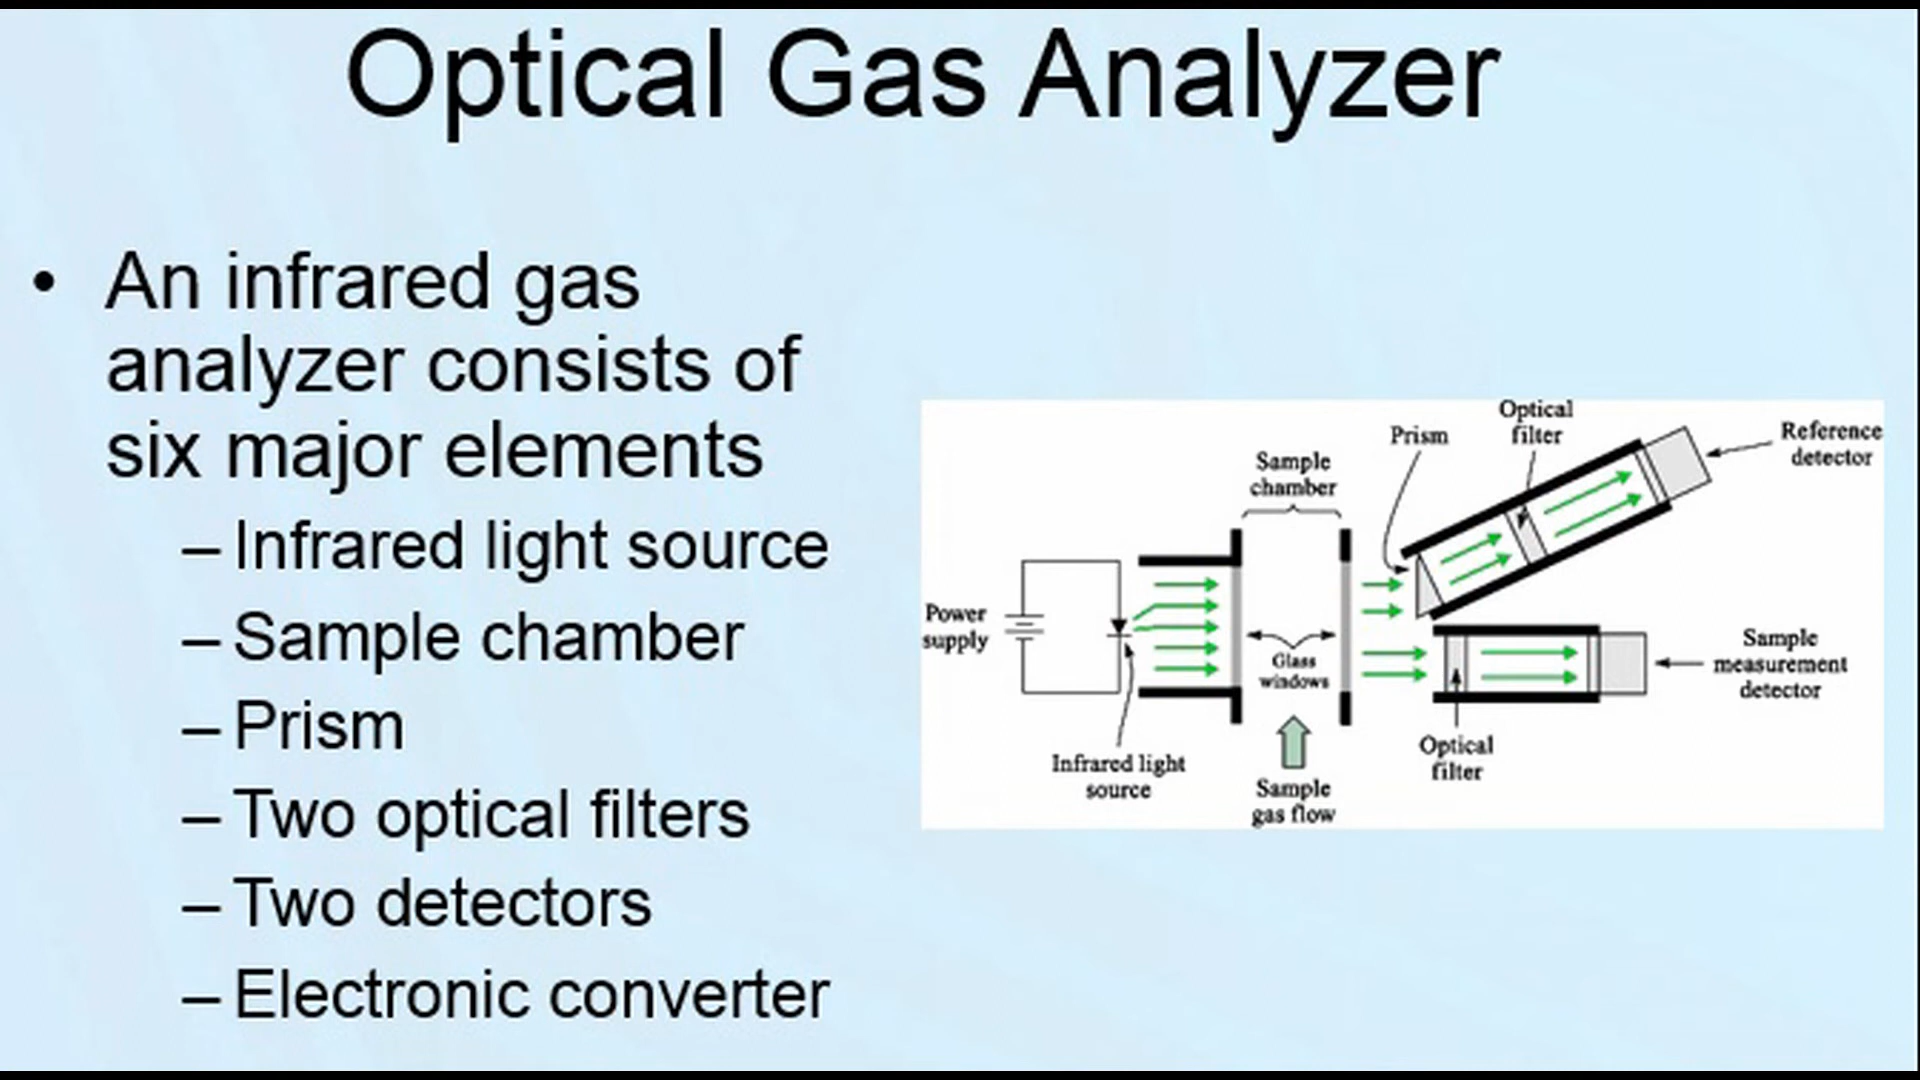 Optical Gas Analyzer
• An infrared gas
analyzer consists of
six major elements
– Infrared light source
– Sample chamber
– Prism
– Two optical filters
– Two detectors
– Electronic converter
Optical
filter
Prism
Reference
detector
Sample
chamber
Power
supply
Glass
windows
Sample
measurement
detector
Optical
filter
Infrared light
source
Sample
gas flow